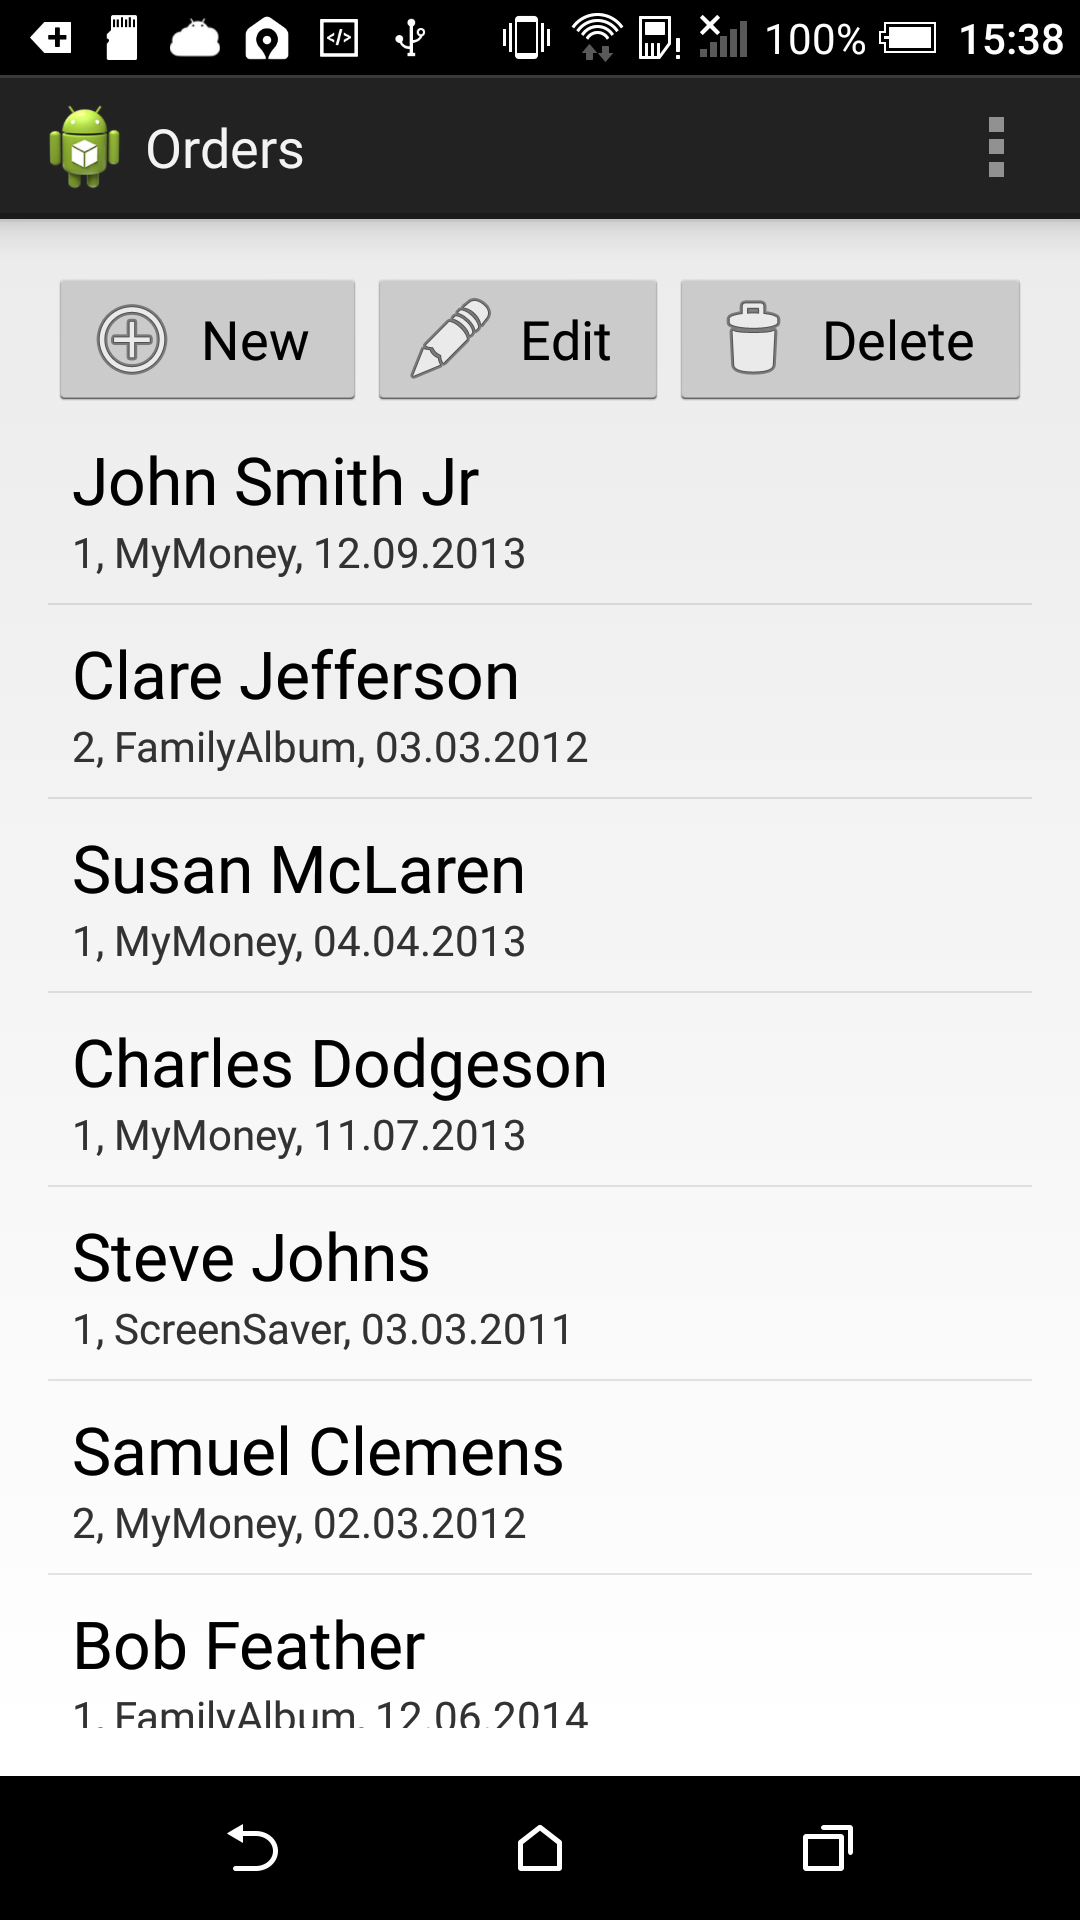 100% 15:38
Orders
New Edit Delete
John Smith Jr
1, MyMoney, 12.09.2013
Clare Jefferson
2, FamilyAlbum, 03.03.2012
Susan McLaren
1, MyMoney, 04.04.2013
Charles Dodgeson
1, MyMoney, 11.07.2013
Steve Johns
1, ScreenSaver, 03.03.2011
Samuel Clemens
2, MyMoney, 02.03.2012
Bob Feather
1, FamilyAlbum, 12.06.2014